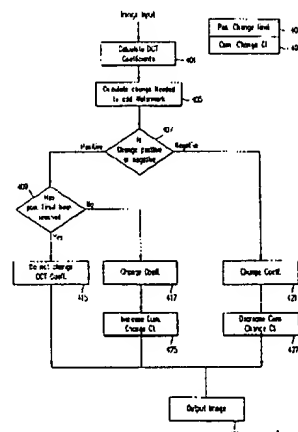 Image Input
Pos. Change limit
Cum. Change Ct
Calculate DCT
Coefficients
401
Calculate change Needed
to add Watermark
405
407
Is
Change positive
or negative
Positive
Negative
409
Has
pos. limit been
reached
No
Yes
Do not change
DCT Coeff.
415
Change Coeff.
417
Change Coeff.
421
Increase Cum.
Change Ct
425
Decrease Cum.
Change Ct
427
Output Image